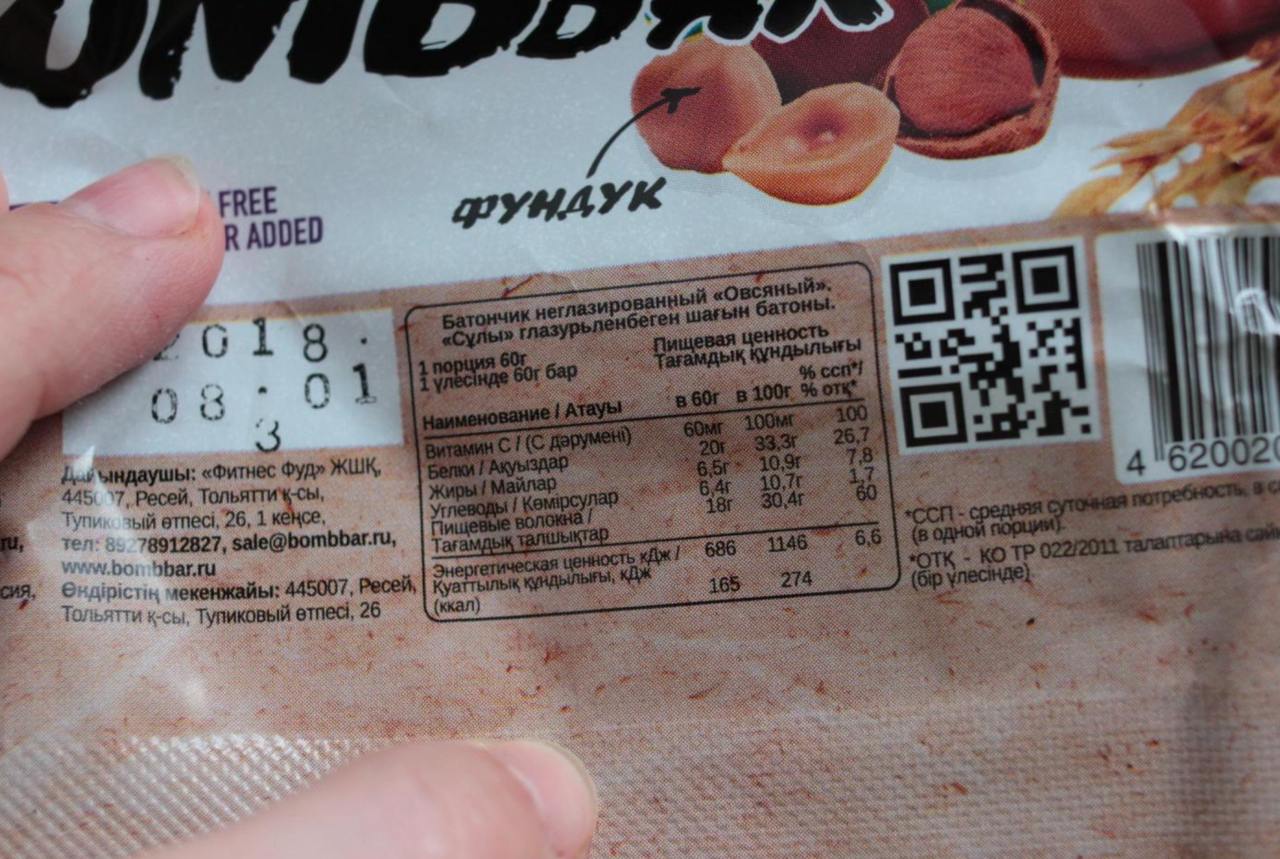 ФУНДУК
FREE
R ADDED
2018.
08.01
3
Батончик неглазированный «Овсяный».
«Сұлы» глазурьленбеген шағын батоны.
1 порция 60г
1 үлесінде 60г бар
Пищевая ценность
Тағамдық құндылығы
Наименование / Атауы в 60г в 100г % ссп*/ % отқ*
Витамин С / (С дәрумені) 60мг 100мг 100
Белки / Ақуыздар 20г 33,3г 26,7
Жиры / Майлар 6,5г 10,9г 7,8
Углеводы / Көмірсулар 6,4г 10,7г 1,7
Пищевые волокна / 18г 30,4г 60
Тағамдық талшықтар
Энергетическая ценность кДж / 686 1146 6,6
Қуаттылық құндылығы, кДж
(ккал) 165 274
Дайындаушы: «Фитнес Фуд» ЖШҚ,
445007, Ресей, Тольятти қ-сы,
Тупиковый өтпесі, 26, 1 кеңсе,
тел: 89278912827, sale@bombbar.ru,
www.bombbar.ru
Өндірістің мекенжайы: 445007, Ресей,
Тольятти қ-сы, Тупиковый өтпесі, 26
ru,
сия,
4 620020
*ССП - средняя суточная потребность, в с
(в одной порции).
*ОТҚ - КО ТР 022/2011 талаптарына сай
(бір үлесінде)